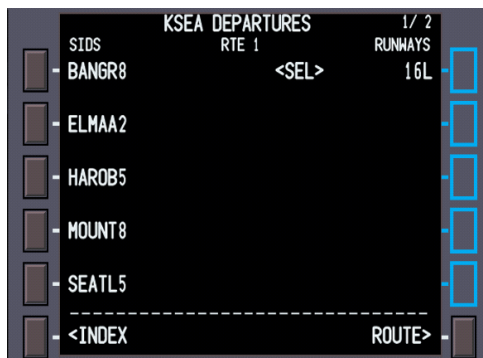 KSEA DEPARTURES 1/ 2
SIDS RTE 1 RUNWAYS
BANGR8 <SEL> 16L
ELMAA2
HAROB5
MOUNT8
SEATL5
<INDEX ROUTE>